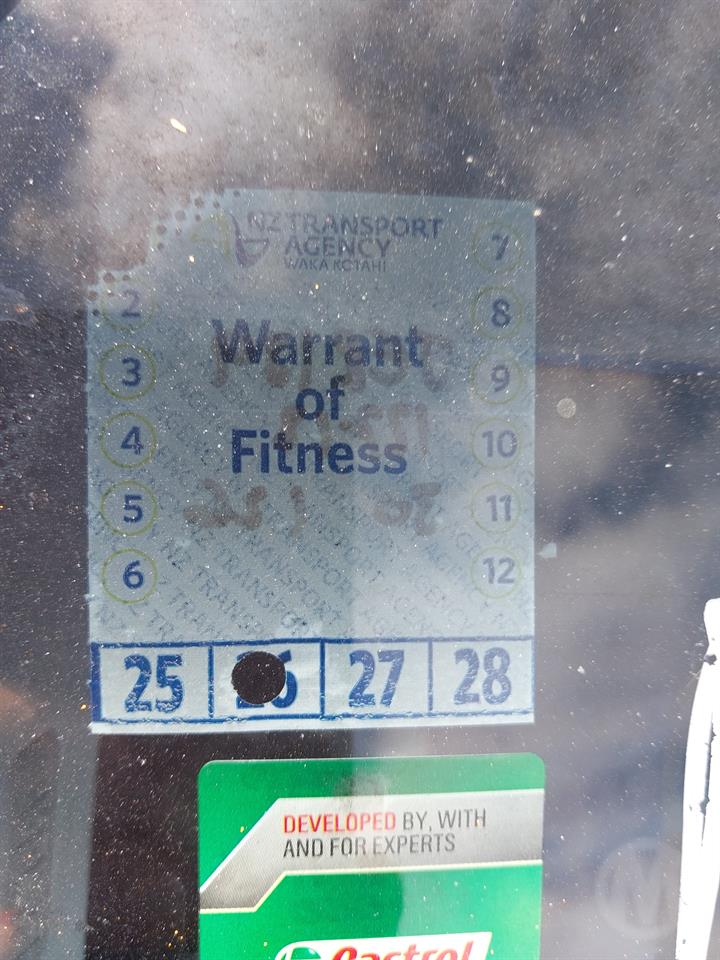 NZ TRANSPORT
AGENCY
WAKA KOTAHI
7
2
8
Warrant
3
9
of
4
10
Fitness
5
11
6
12
25
27
28
DEVELOPED BY, WITH
AND FOR EXPERTS
Castrol